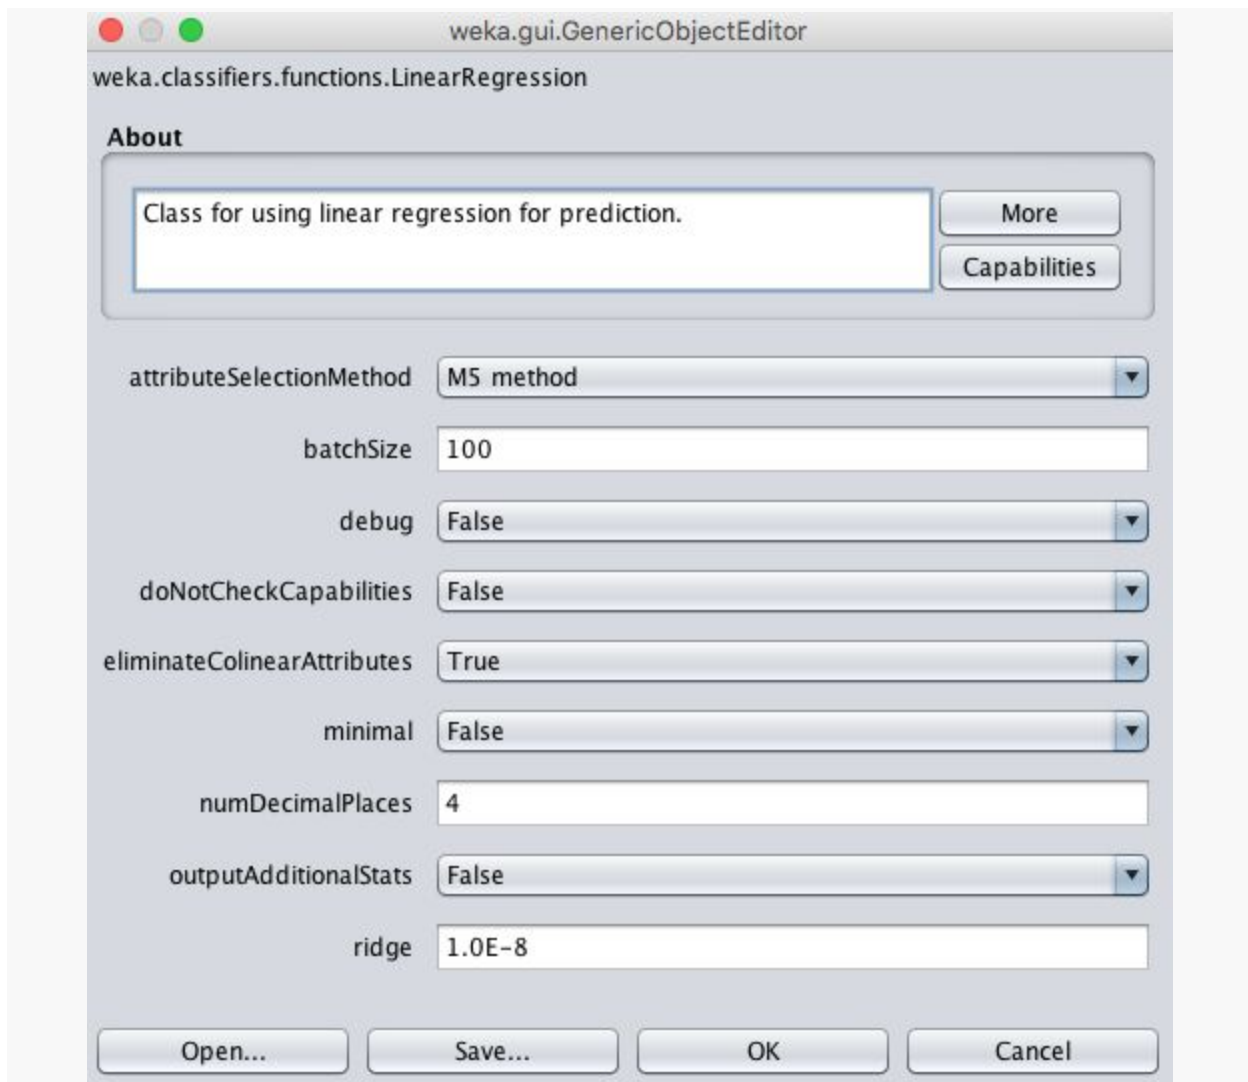 weka.gui.GenericObjectEditor
weka.classifiers.functions.LinearRegression
About
Class for using linear regression for prediction.
More
Capabilities
attributeSelectionMethod M5 method
batchSize 100
debug False
doNotCheckCapabilities False
eliminateColinearAttributes True
minimal False
numDecimalPlaces 4
outputAdditionalStats False
ridge 1.0E-8
Open... Save... OK Cancel